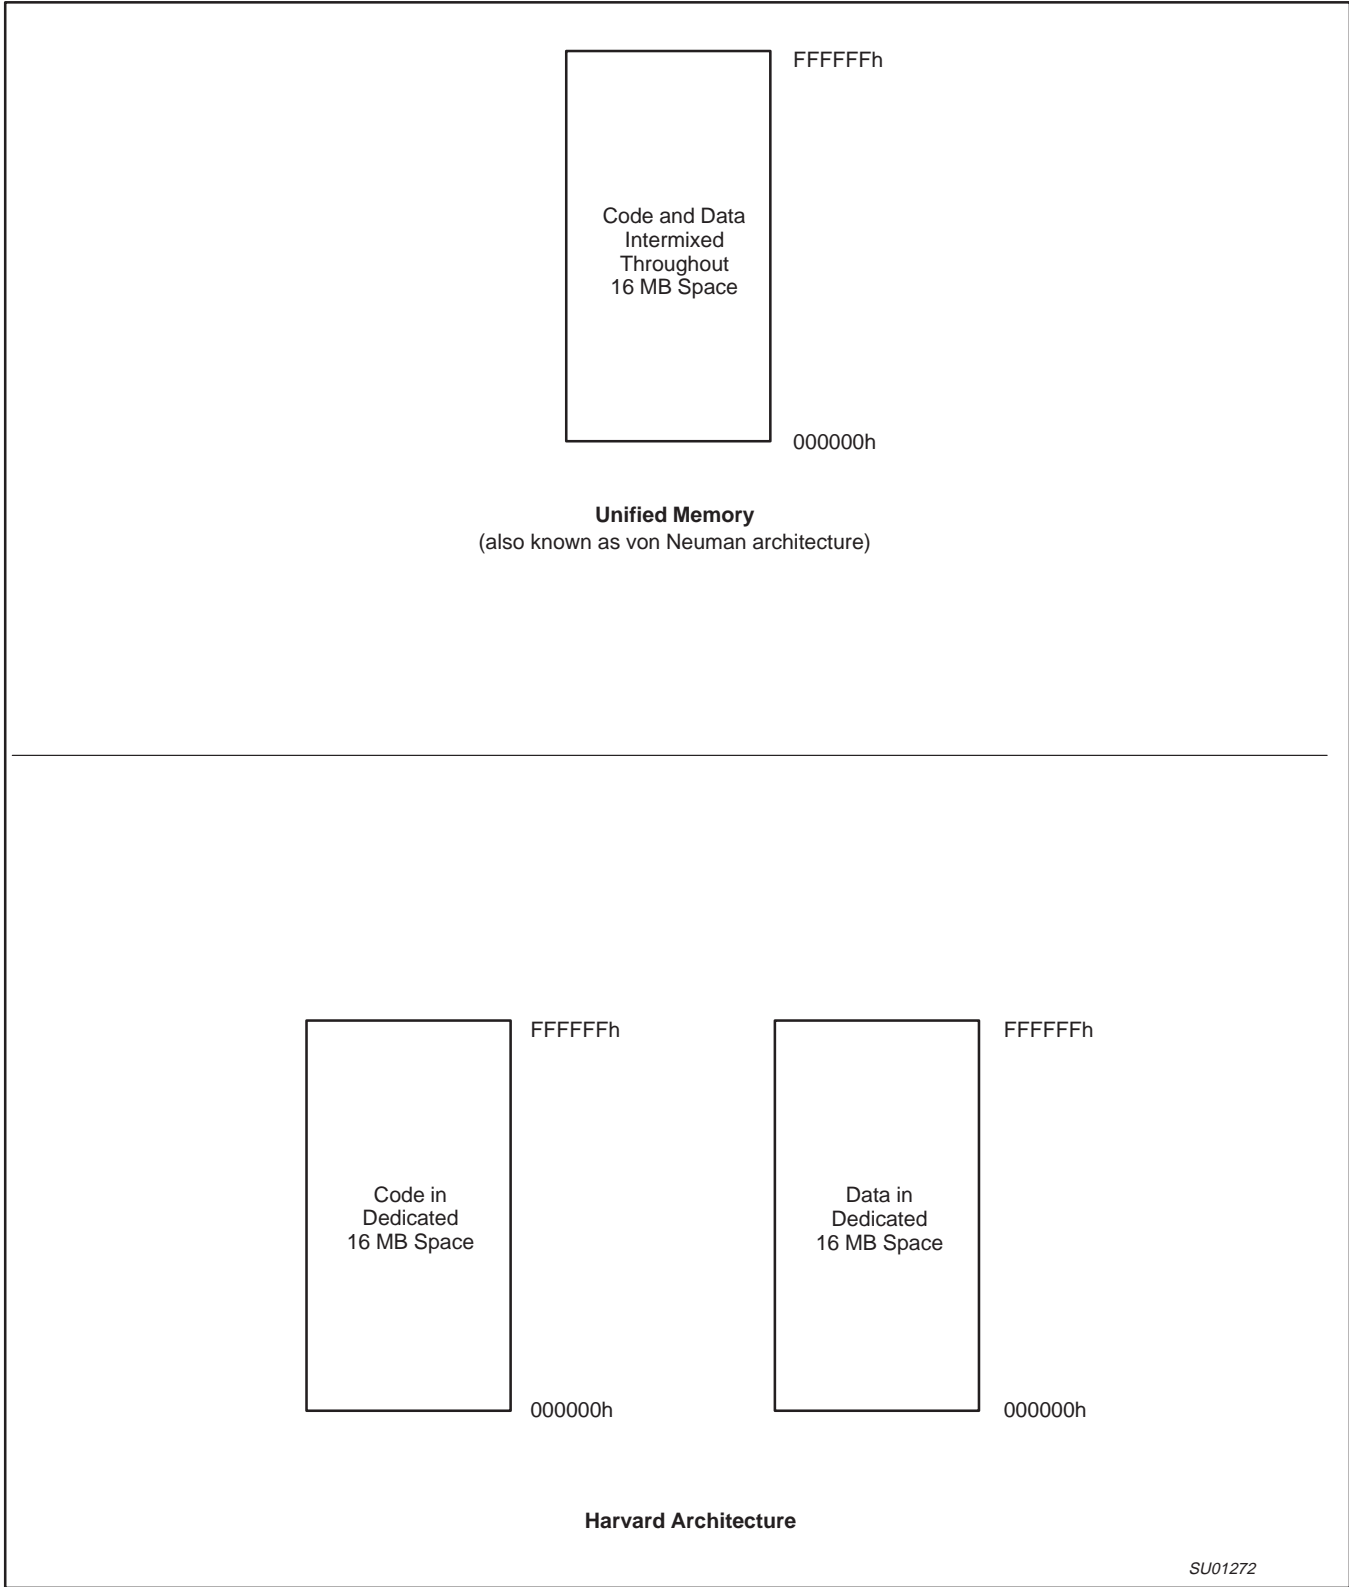 FFFFFFh
Code and Data
Intermixed
Throughout
16 MB Space
000000h
Unified Memory
(also known as von Neuman architecture)
FFFFFFh
Code in
Dedicated
16 MB Space
000000h
FFFFFFh
Data in
Dedicated
16 MB Space
000000h
Harvard Architecture
SU01272